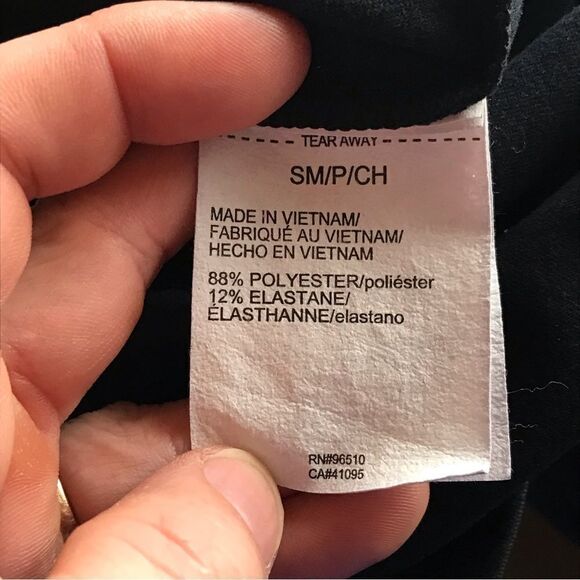 TEAR AWAY
SM/P/CH
MADE IN VIETNAM/
FABRIQUÉ AU VIETNAM/
HECHO EN VIETNAM
88% POLYESTER/poliéster
12% ELASTANE/
ÉLASTHANNE/elastano
RN#96510
CA#41095